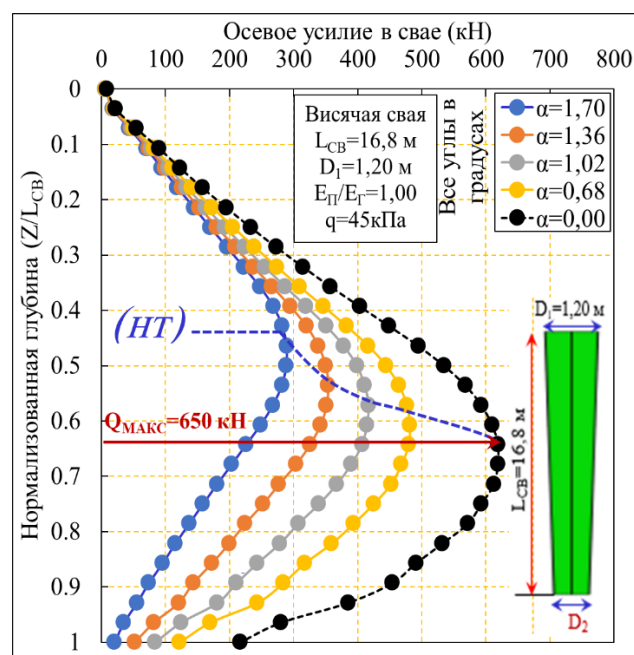 Осевое усилие в свае (кН)
0 100 200 300 400 500 600 700 800
Нормализованная глубина (Z/LСВ)
0
0.1
0.2
0.3
0.4
0.5
0.6
0.7
0.8
0.9
1
Висячая свая
LСВ=16,8 м
D1=1,20 м
EП/EГ=1,00
q=45кПа
Все углы в
градусах
α=1,70
α=1,36
α=1,02
α=0,68
α=0,00
(НТ)
QМАКС=650 кН
D1=1,20 м
LСВ=16,8 м
D2